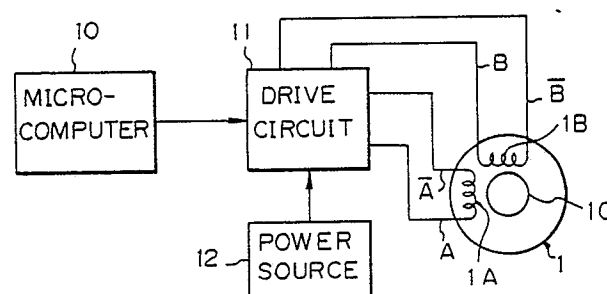 10
MICRO-
COMPUTER
11
DRIVE
CIRCUIT
12
POWER
SOURCE
B
B̅
1B
A̅
A
1A
1C
1